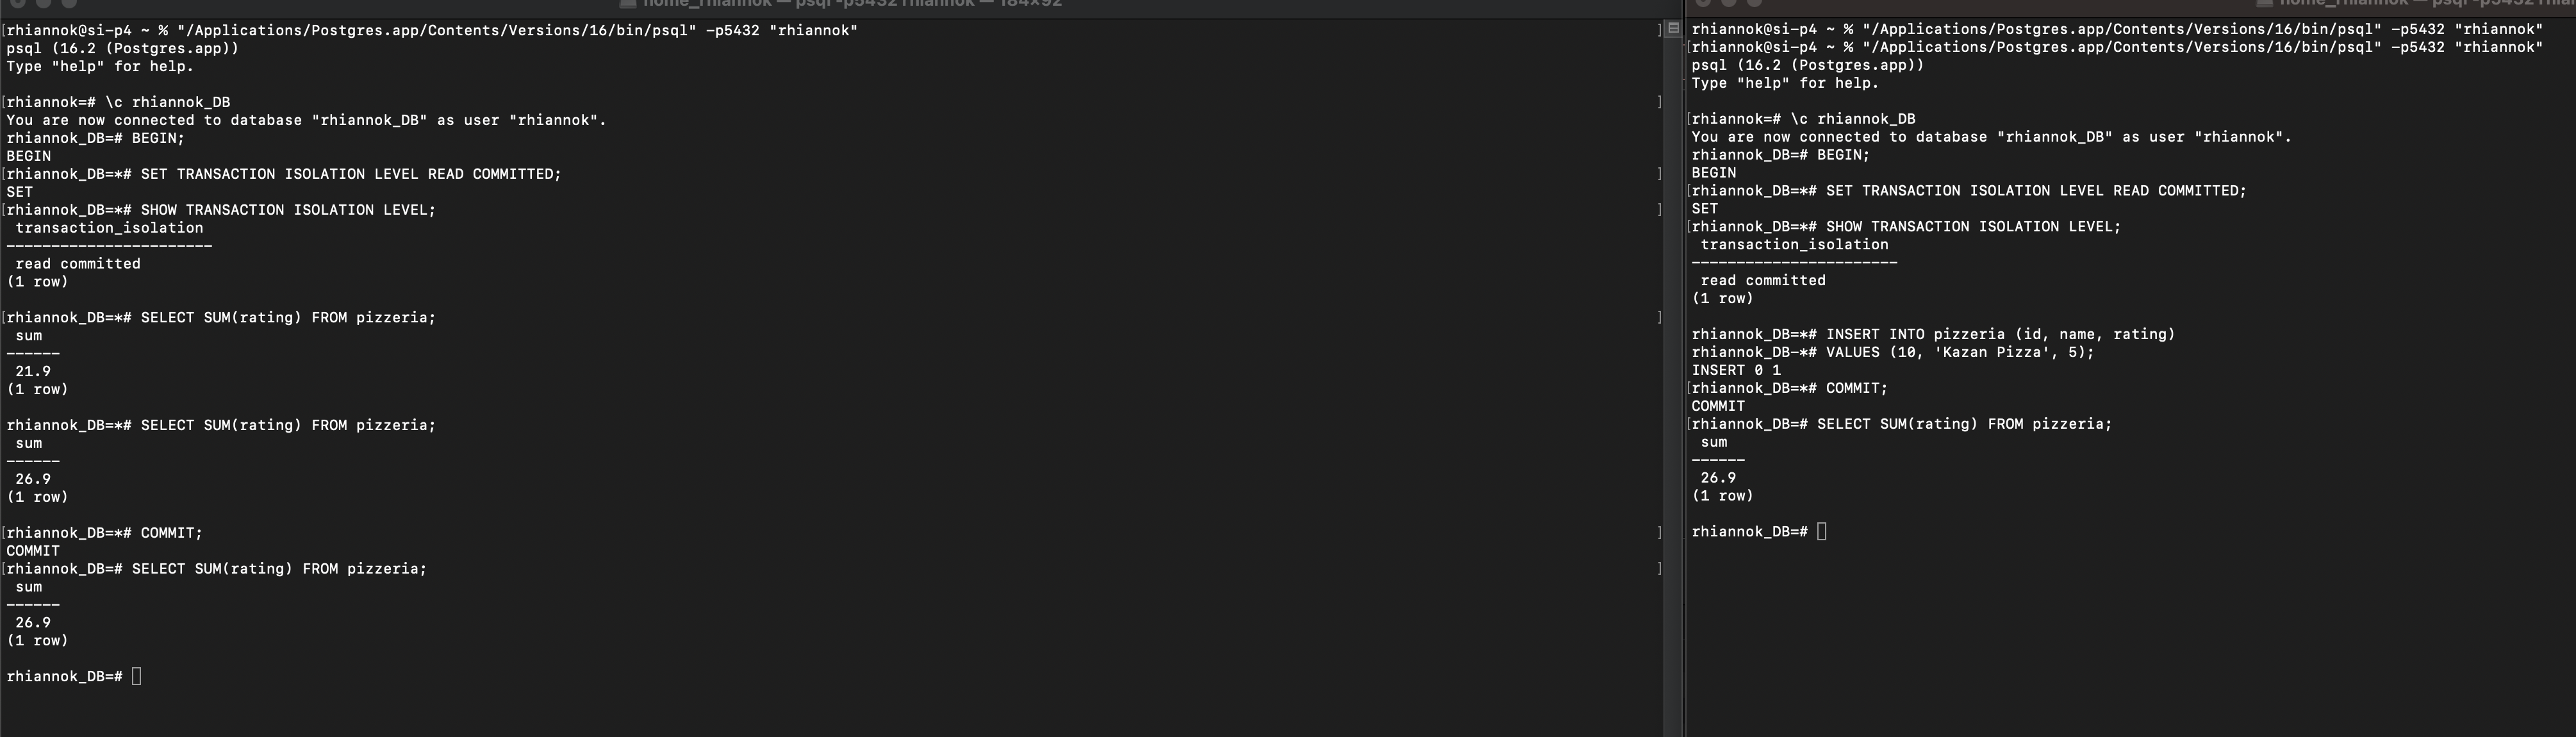 home_rhiannok — psql -p5432 rhiannok — 184×92
[rhiannok@si-p4 ~ % "/Applications/Postgres.app/Contents/Versions/16/bin/psql" -p5432 "rhiannok" ]
psql (16.2 (Postgres.app))
Type "help" for help.
[rhiannok=# \c rhiannok_DB ]
You are now connected to database "rhiannok_DB" as user "rhiannok".
rhiannok_DB=# BEGIN;
BEGIN
[rhiannok_DB=*# SET TRANSACTION ISOLATION LEVEL READ COMMITTED; ]
SET
[rhiannok_DB=*# SHOW TRANSACTION ISOLATION LEVEL; ]
transaction_isolation
-----------------------
read committed
(1 row)
[rhiannok_DB=*# SELECT SUM(rating) FROM pizzeria; ]
sum
------
21.9
(1 row)
rhiannok_DB=*# SELECT SUM(rating) FROM pizzeria;
sum
------
26.9
(1 row)
[rhiannok_DB=*# COMMIT; ]
COMMIT
[rhiannok_DB=# SELECT SUM(rating) FROM pizzeria; ]
sum
------
26.9
(1 row)
rhiannok_DB=#
home_rhiannok — psql -p5432 rhian
rhiannok@si-p4 ~ % "/Applications/Postgres.app/Contents/Versions/16/bin/psql" -p5432 "rhiannok"
[rhiannok@si-p4 ~ % "/Applications/Postgres.app/Contents/Versions/16/bin/psql" -p5432 "rhiannok"
psql (16.2 (Postgres.app))
Type "help" for help.
[rhiannok=# \c rhiannok_DB
You are now connected to database "rhiannok_DB" as user "rhiannok".
rhiannok_DB=# BEGIN;
BEGIN
[rhiannok_DB=*# SET TRANSACTION ISOLATION LEVEL READ COMMITTED;
SET
[rhiannok_DB=*# SHOW TRANSACTION ISOLATION LEVEL;
transaction_isolation
-----------------------
read committed
(1 row)
rhiannok_DB=*# INSERT INTO pizzeria (id, name, rating)
rhiannok_DB-*# VALUES (10, 'Kazan Pizza', 5);
INSERT 0 1
[rhiannok_DB=*# COMMIT;
COMMIT
[rhiannok_DB=# SELECT SUM(rating) FROM pizzeria;
sum
------
26.9
(1 row)
rhiannok_DB=#